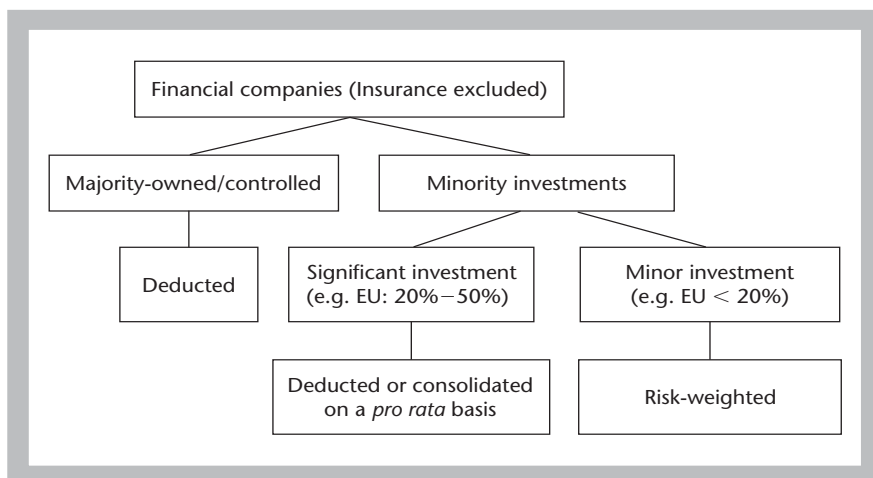 Financial companies (Insurance excluded)
Majority-owned/controlled
Minority investments
Deducted
Significant investment
(e.g. EU: 20%−50%)
Minor investment
(e.g. EU < 20%)
Deducted or consolidated
on a pro rata basis
Risk-weighted